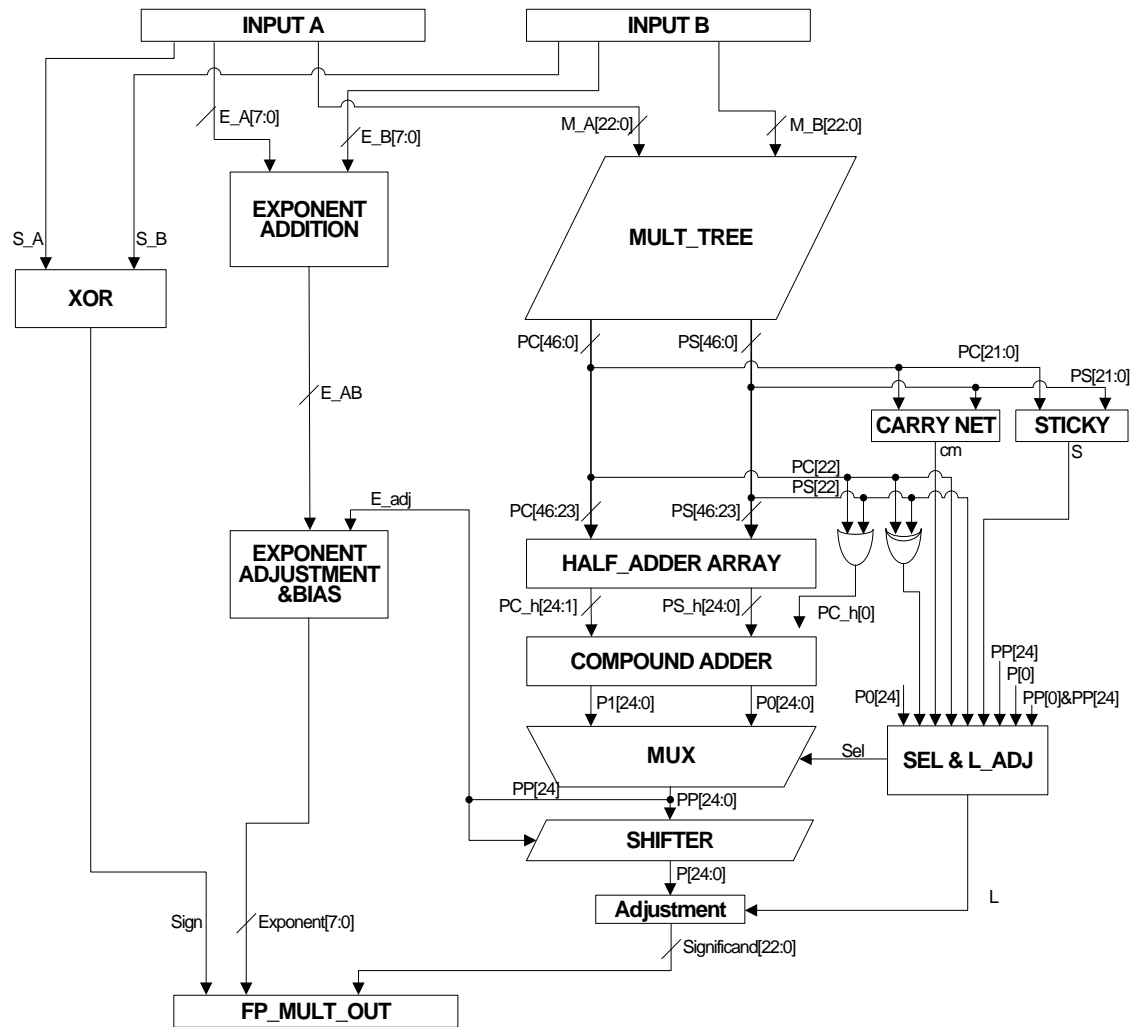 INPUT A
INPUT B
E_A[7:0]
E_B[7:0]
M_A[22:0]
M_B[22:0]
EXPONENT
ADDITION
MULT_TREE
S_A
S_B
XOR
PC[46:0]
PS[46:0]
PC[21:0]
PS[21:0]
E_AB
CARRY NET
STICKY
cm
S
PC[22]
PS[22]
E_adj
PC[46:23]
PS[46:23]
EXPONENT
ADJUSTMENT
&BIAS
HALF_ADDER ARRAY
PC_h[24:1]
PS_h[24:0]
PC_h[0]
COMPOUND ADDER
PP[24]
P[0]
PP[0]&PP[24]
P0[24]
P1[24:0]
P0[24:0]
MUX
Sel
SEL & L_ADJ
PP[24]
PP[24:0]
SHIFTER
P[24:0]
L
Adjustment
Sign
Exponent[7:0]
Significand[22:0]
FP_MULT_OUT